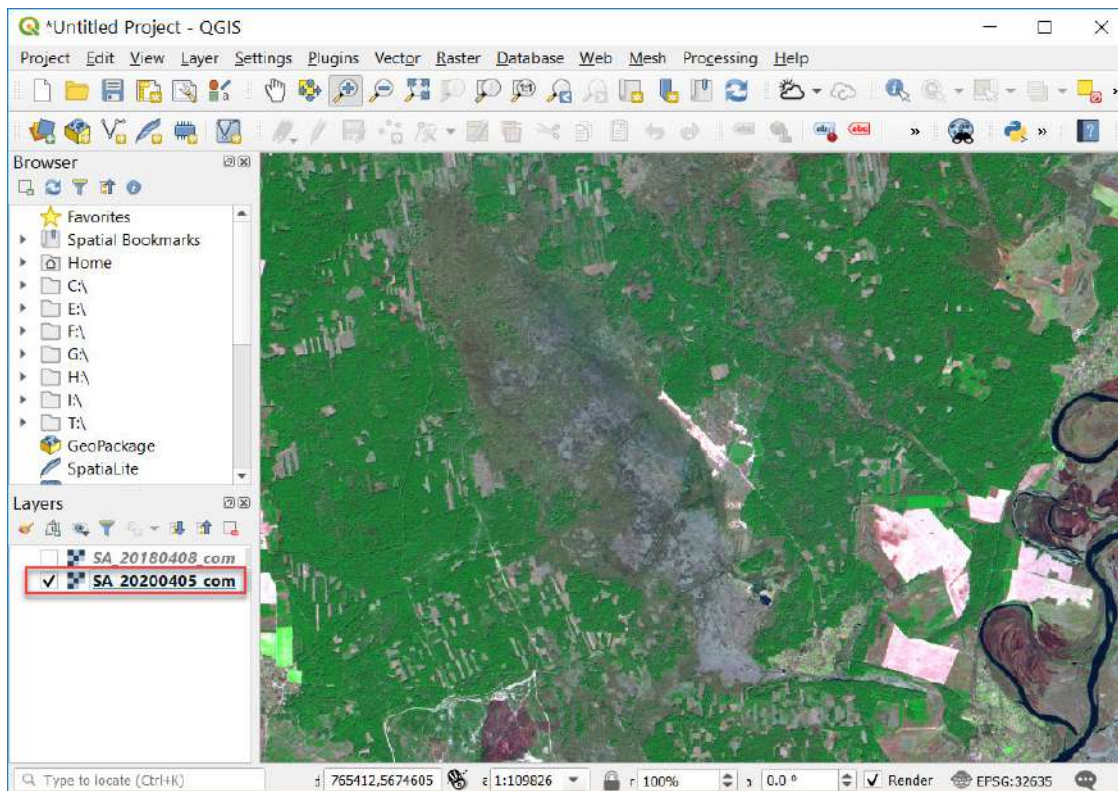 *Untitled Project - QGIS
Project Edit View Layer Settings Plugins Vector Raster Database Web Mesh Processing Help
Browser
Favorites
Spatial Bookmarks
Home
C:\
E:\
F:\
G:\
H:\
I:\
T:\
GeoPackage
SpatiaLite
Layers
SA_20180408_com
SA_20200405_com
Type to locate (Ctrl+K) 765412,5674605 1:109826 100% 0.0 ° Render EPSG:32635